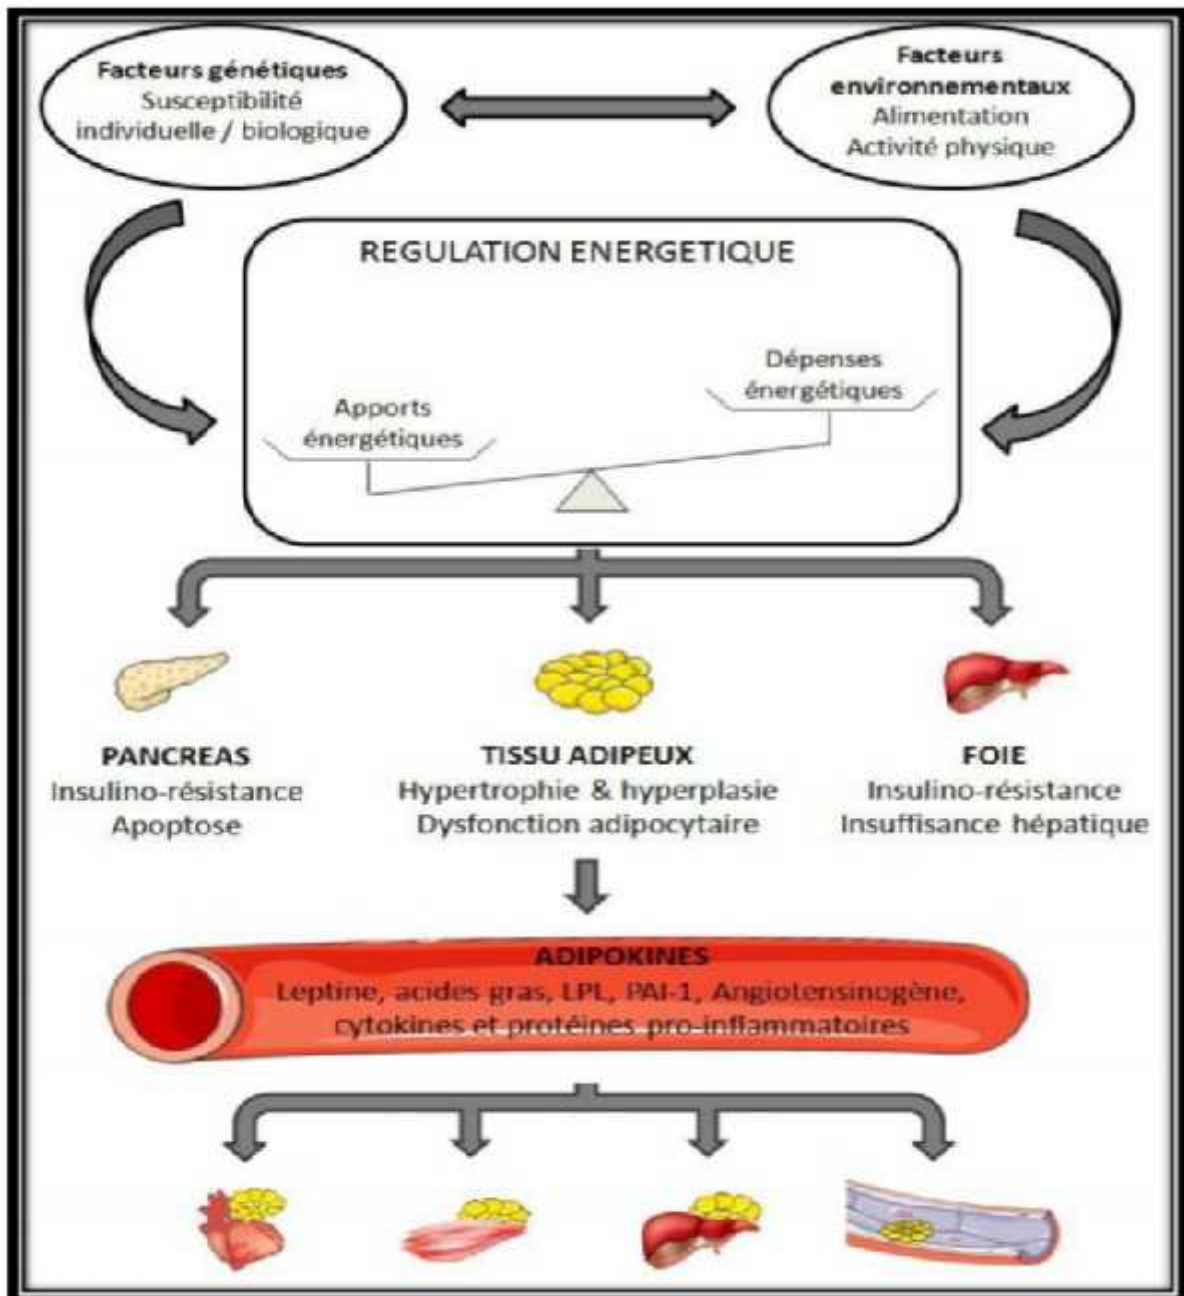 Facteurs génétiques
Susceptibilité
individuelle / biologique
Facteurs
environnementaux
Alimentation
Activité physique
REGULATION ENERGETIQUE
Apports
énergétiques
Dépenses
énergétiques
PANCREAS
Insulino-résistance
Apoptose
TISSU ADIPEUX
Hypertrophie & hyperplasie
Dysfonction adipocytaire
FOIE
Insulino-résistance
Insuffisance hépatique
ADIPOKINES
Leptine, acides gras, LPL, PAI-1, Angiotensinogène,
cytokines et protéines pro-inflammatoires